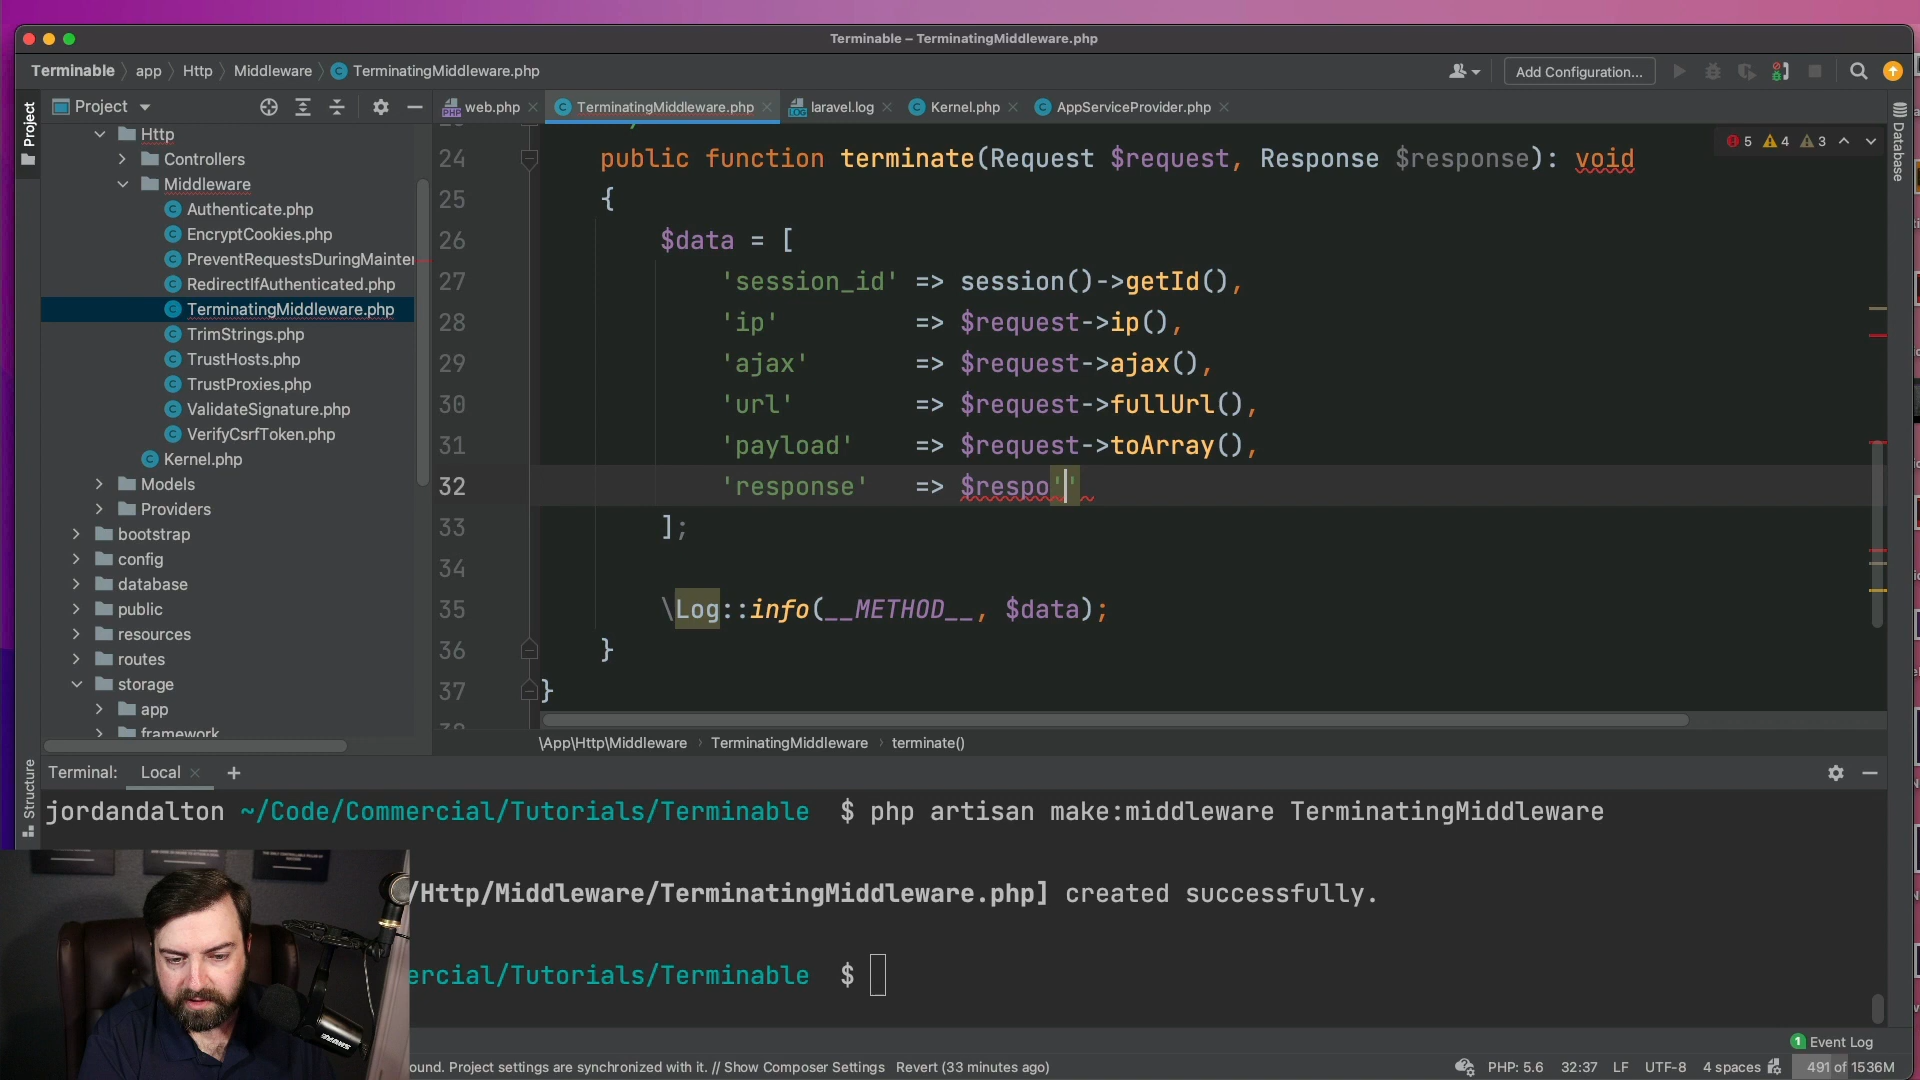 Terminable – TerminatingMiddleware.php
Terminable app Http Middleware TerminatingMiddleware.php
Add Configuration...
Project
web.php TerminatingMiddleware.php laravel.log Kernel.php AppServiceProvider.php
Project
Structure
Database
Http
Controllers
Middleware
Authenticate.php
EncryptCookies.php
PreventRequestsDuringMainte
RedirectIfAuthenticated.php
TerminatingMiddleware.php
TrimStrings.php
TrustHosts.php
TrustProxies.php
ValidateSignature.php
VerifyCsrfToken.php
Kernel.php
Models
Providers
bootstrap
config
database
public
resources
routes
storage
app
framework
5 4 3
24 public function terminate(Request $request, Response $response): void
25 {
26 $data = [
27 'session_id' => session()->getId(),
28 'ip' => $request->ip(),
29 'ajax' => $request->ajax(),
30 'url' => $request->fullUrl(),
31 'payload' => $request->toArray(),
32 'response' => $respo''
33 ];
34
35 \Log::info(__METHOD__, $data);
36 }
37 }
\App\Http\Middleware TerminatingMiddleware terminate()
Terminal: Local
jordandalton ~/Code/Commercial/Tutorials/Terminable $ php artisan make:middleware TerminatingMiddleware
/Http/Middleware/TerminatingMiddleware.php] created successfully.
ercial/Tutorials/Terminable $
1 Event Log
ound. Project settings are synchronized with it. // Show Composer Settings Revert (33 minutes ago)
PHP: 5.6 32:37 LF UTF-8 4 spaces 491 of 1536M